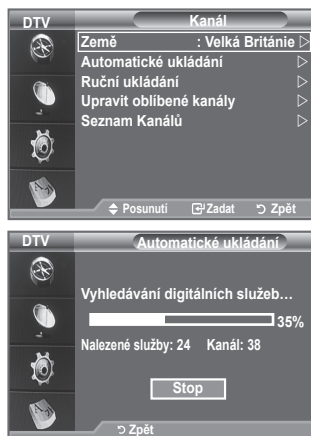 DTV Kanál
Země : Velká Británie
Automatické ukládání
Ruční ukládání
Upravit oblíbené kanály
Seznam Kanálů
Posunutí Zadat Zpět
DTV Automatické ukládání
Vyhledávání digitálních služeb...
35%
Nalezené služby: 24 Kanál: 38
Stop
Zpět